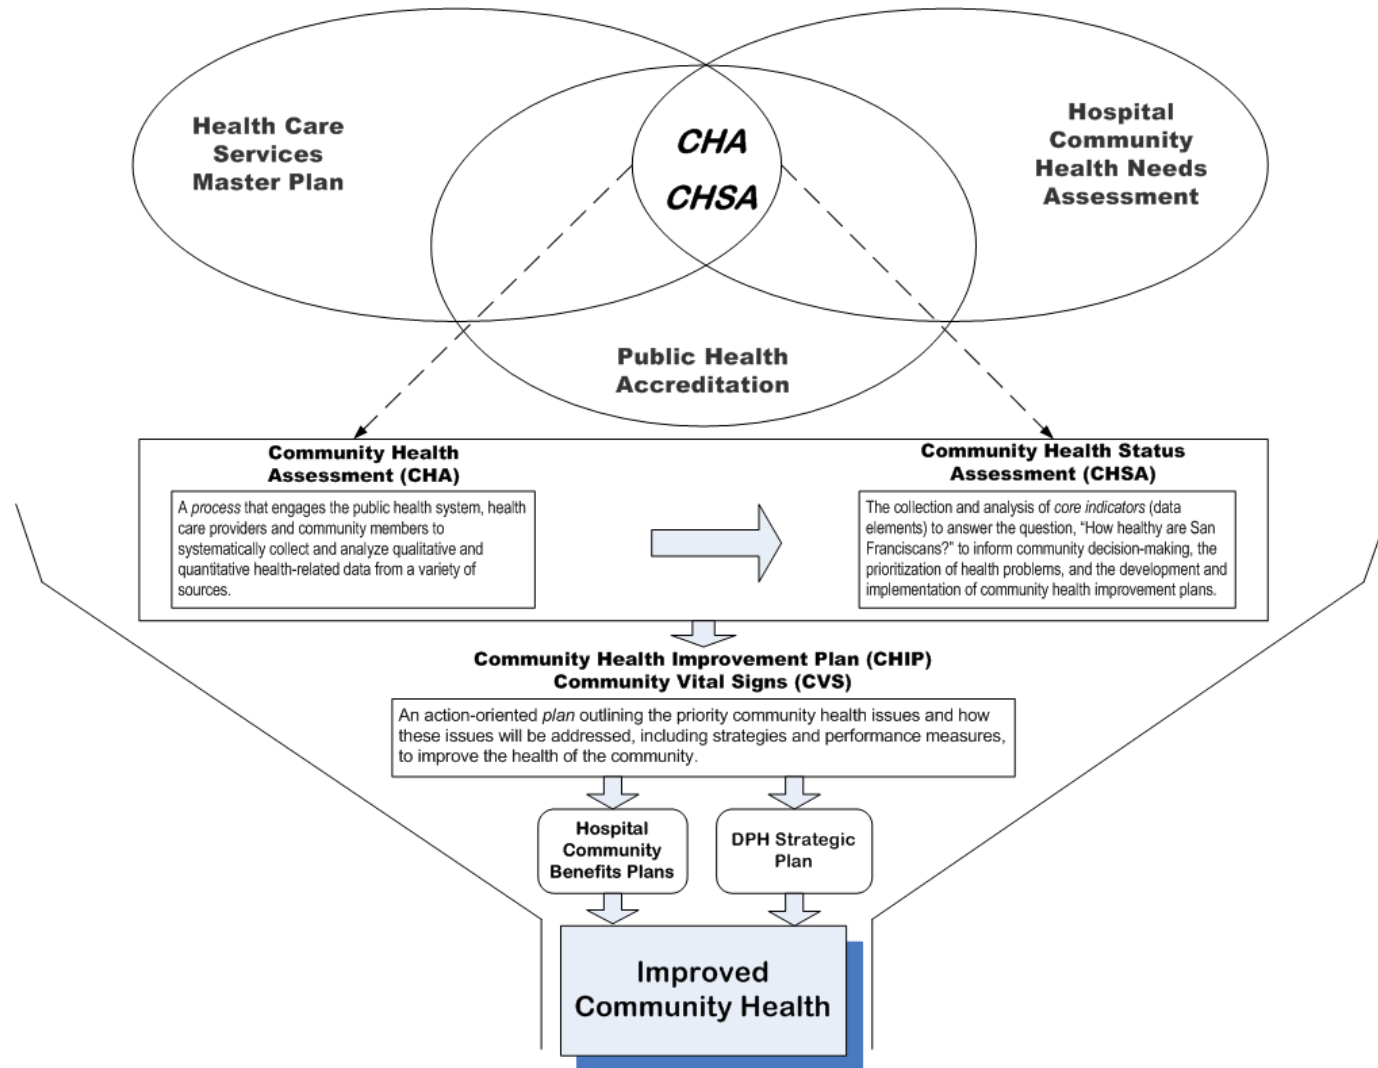 Health Care
Services
Master Plan
CHA
CHSA
Hospital
Community
Health Needs
Assessment
Public Health
Accreditation
Community Health
Assessment (CHA)
A process that engages the public health system, health
care providers and community members to
systematically collect and analyze qualitative and
quantitative health-related data from a variety of
sources.
Community Health Status
Assessment (CHSA)
The collection and analysis of core indicators (data
elements) to answer the question, “How healthy are San
Franciscans?” to inform community decision-making, the
prioritization of health problems, and the development and
implementation of community health improvement plans.
Community Health Improvement Plan (CHIP)
Community Vital Signs (CVS)
An action-oriented plan outlining the priority community health issues and how
these issues will be addressed, including strategies and performance measures,
to improve the health of the community.
Hospital
Community
Benefits Plans
DPH Strategic
Plan
Improved
Community Health